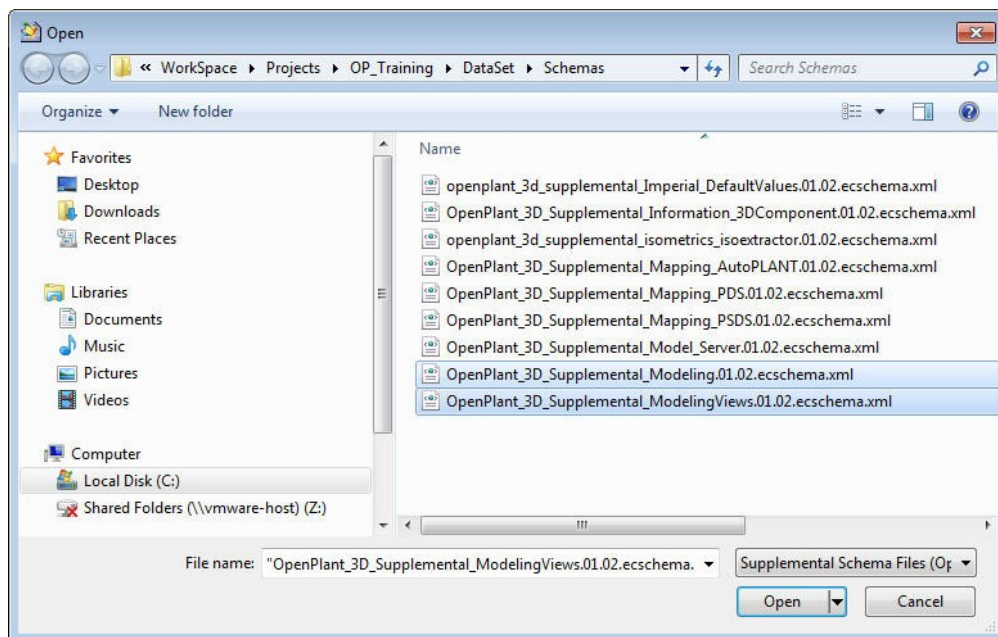 Open
« WorkSpace ▸ Projects ▸ OP_Training ▸ DataSet ▸ Schemas
Search Schemas
Organize
New folder
Favorites
Desktop
Downloads
Recent Places
Libraries
Documents
Music
Pictures
Videos
Computer
Local Disk (C:)
Shared Folders (\\vmware-host) (Z:)
Name
openplant_3d_supplemental_Imperial_DefaultValues.01.02.ecschema.xml
OpenPlant_3D_Supplemental_Information_3DComponent.01.02.ecschema.xml
openplant_3d_supplemental_isometrics_isoextractor.01.02.ecschema.xml
OpenPlant_3D_Supplemental_Mapping_AutoPLANT.01.02.ecschema.xml
OpenPlant_3D_Supplemental_Mapping_PDS.01.02.ecschema.xml
OpenPlant_3D_Supplemental_Mapping_PSDS.01.02.ecschema.xml
OpenPlant_3D_Supplemental_Model_Server.01.02.ecschema.xml
OpenPlant_3D_Supplemental_Modeling.01.02.ecschema.xml
OpenPlant_3D_Supplemental_ModelingViews.01.02.ecschema.xml
File name: "OpenPlant_3D_Supplemental_ModelingViews.01.02.ecschema.
Supplemental Schema Files (Op
Open
Cancel